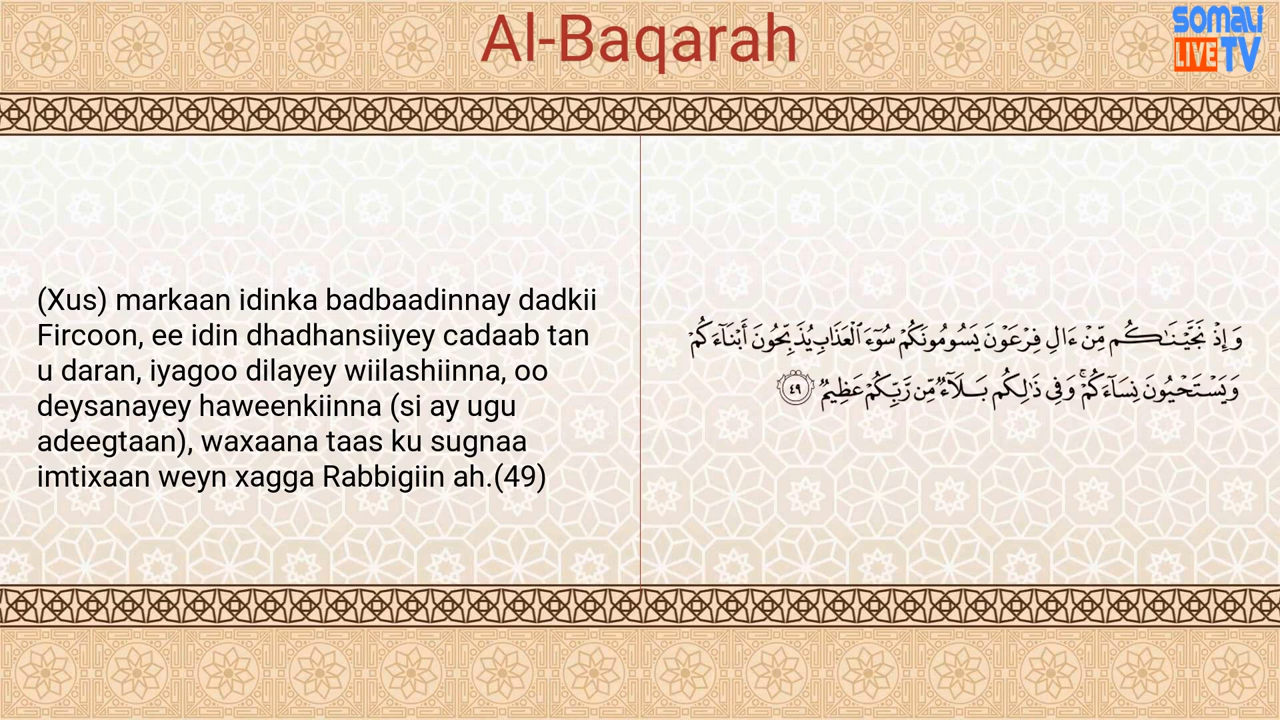 Al-Baqarah
SOMALI
LIVE TV
(Xus) markaan idinka badbaadinnay dadkii
Fircoon, ee idin dhadhansiiyey cadaab tan
u daran, iyagoo dilayey wiilashiinna, oo
deysanayey haweenkiinna (si ay ugu
adeegtaan), waxaana taas ku sugnaa
imtixaan weyn xagga Rabbigiin ah.(49)
وَإِذْ نَجَّيْنَٰكُم مِّنْ ءَالِ فِرْعَوْنَ يَسُومُونَكُمْ سُوٓءَ ٱلْعَذَابِ يُذَبِّحُونَ أَبْنَآءَكُمْ
وَيَسْتَحْيُونَ نِسَآءَكُمْ ۚ وَفِى ذَٰلِكُم بَلَآءٌ مِّن رَّبِّكُمْ عَظِيمٌ ٤٩